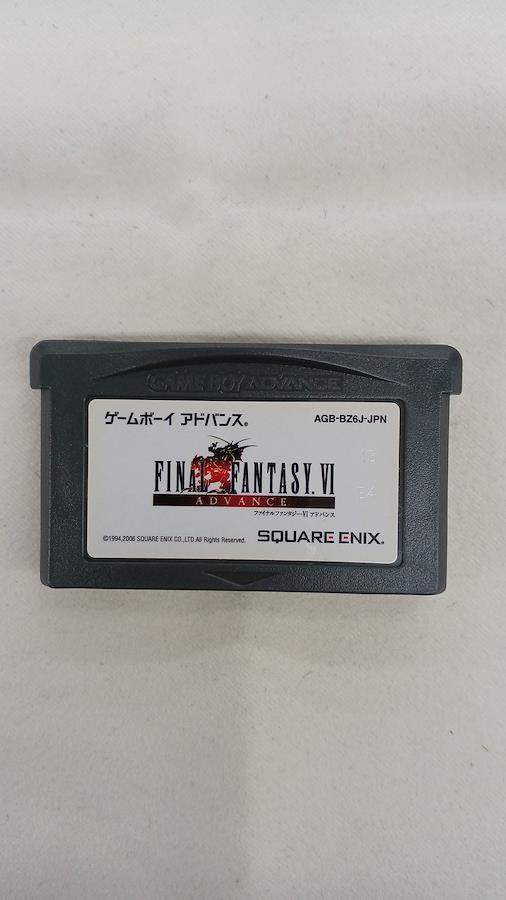 GAME BOY ADVANCE
ゲームボーイ アドバンス®
AGB-BZ6J-JPN
FINAL FANTASY.VI
ADVANCE
ファイナルファンタジーVI アドバンス
©1994,2006 SQUARE ENIX CO.,LTD.All Rights Reserved.
SQUARE ENIX®